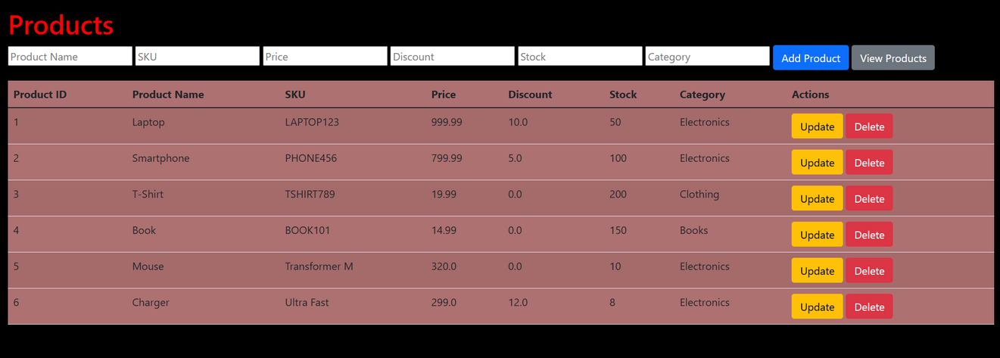 Products
Product Name SKU Price Discount Stock Category Add Product View Products
Product ID Product Name SKU Price Discount Stock Category Actions
1 Laptop LAPTOP123 999.99 10.0 50 Electronics Update Delete
2 Smartphone PHONE456 799.99 5.0 100 Electronics Update Delete
3 T-Shirt TSHIRT789 19.99 0.0 200 Clothing Update Delete
4 Book BOOK101 14.99 0.0 150 Books Update Delete
5 Mouse Transformer M 320.0 0.0 10 Electronics Update Delete
6 Charger Ultra Fast 299.0 12.0 8 Electronics Update Delete